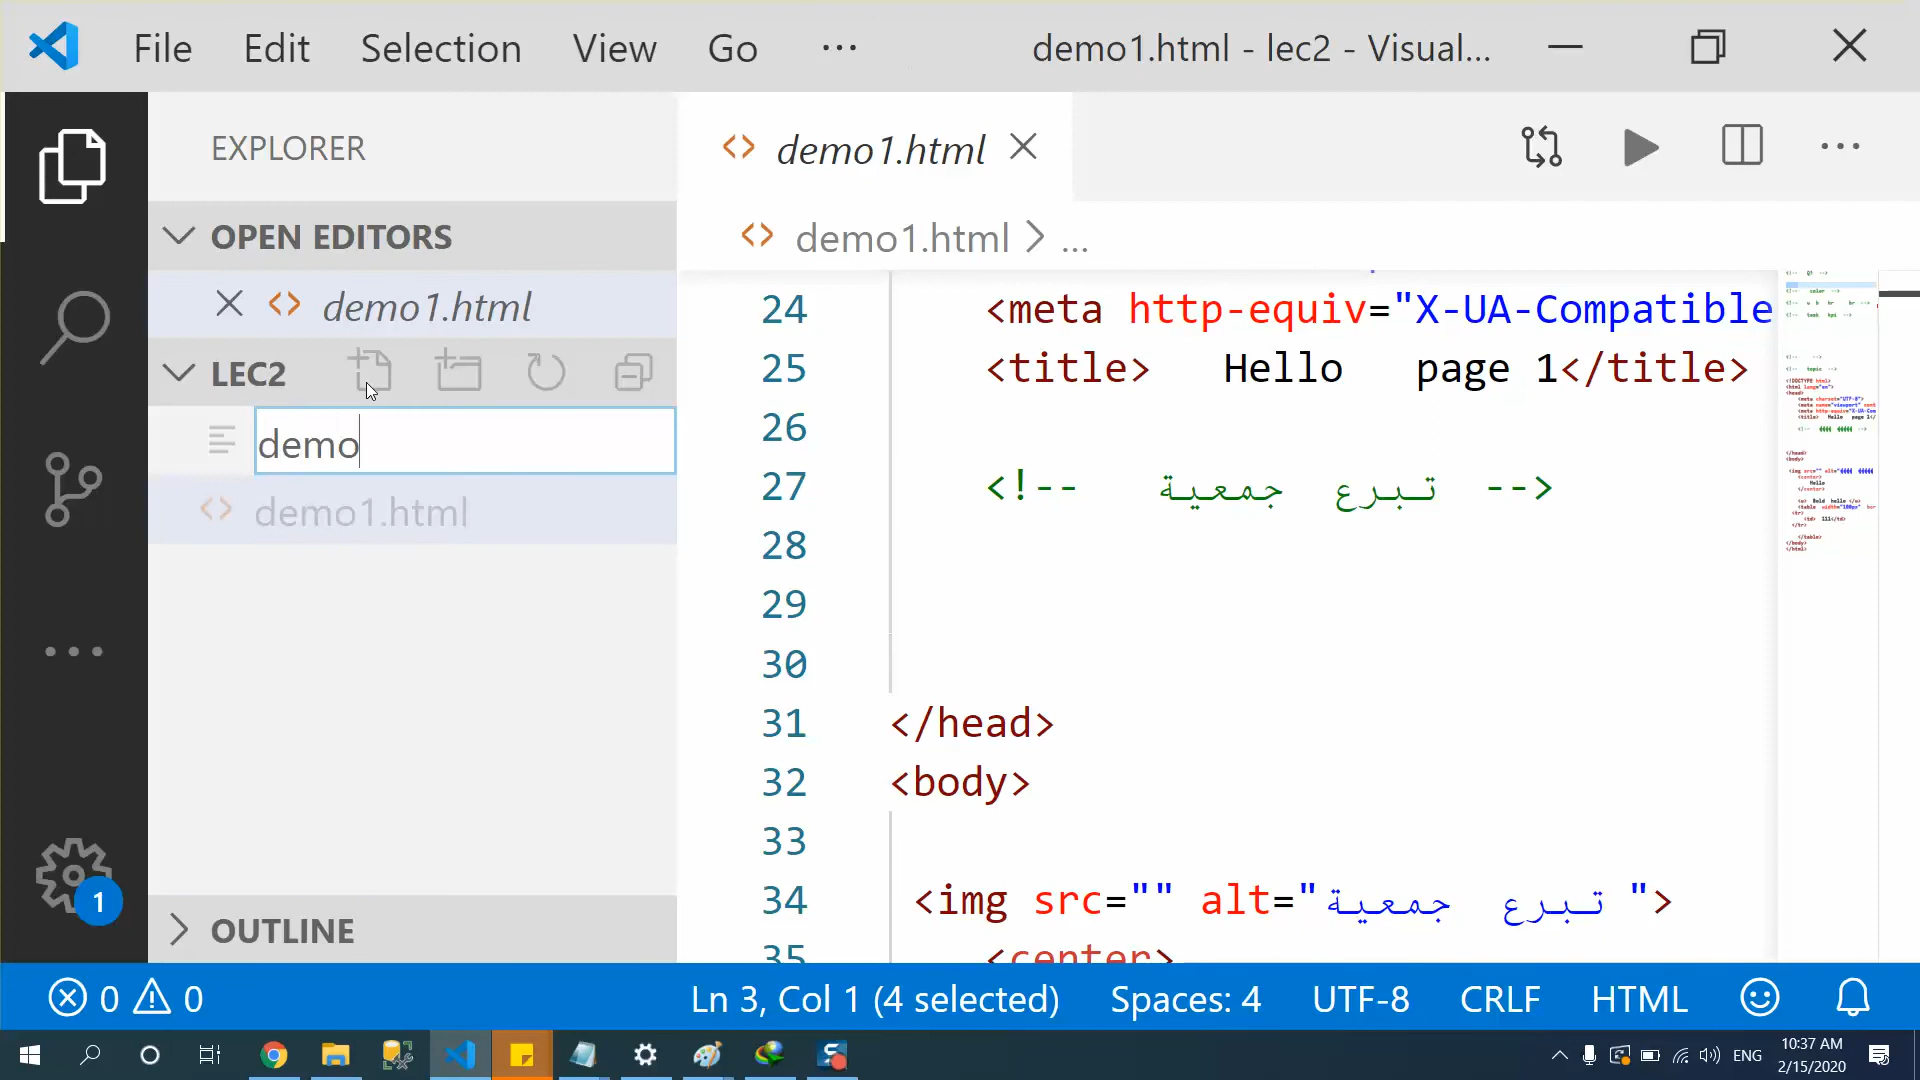 File Edit Selection View Go ··· demo1.html - lec2 - Visual...
EXPLORER
OPEN EDITORS
demo1.html
LEC2
demo
demo1.html
OUTLINE
demo1.html
demo1.html > ...
24 <meta http-equiv="X-UA-Compatible
25 <title> Hello page 1</title>
26
27 <!-- تبرع جمعية -->
28
29
30
31 </head>
32 <body>
33
34 <img src="" alt="تبرع جمعية ">
35 <center>
1
0 0 Ln 3, Col 1 (4 selected) Spaces: 4 UTF-8 CRLF HTML
ENG 10:37 AM
2/15/2020